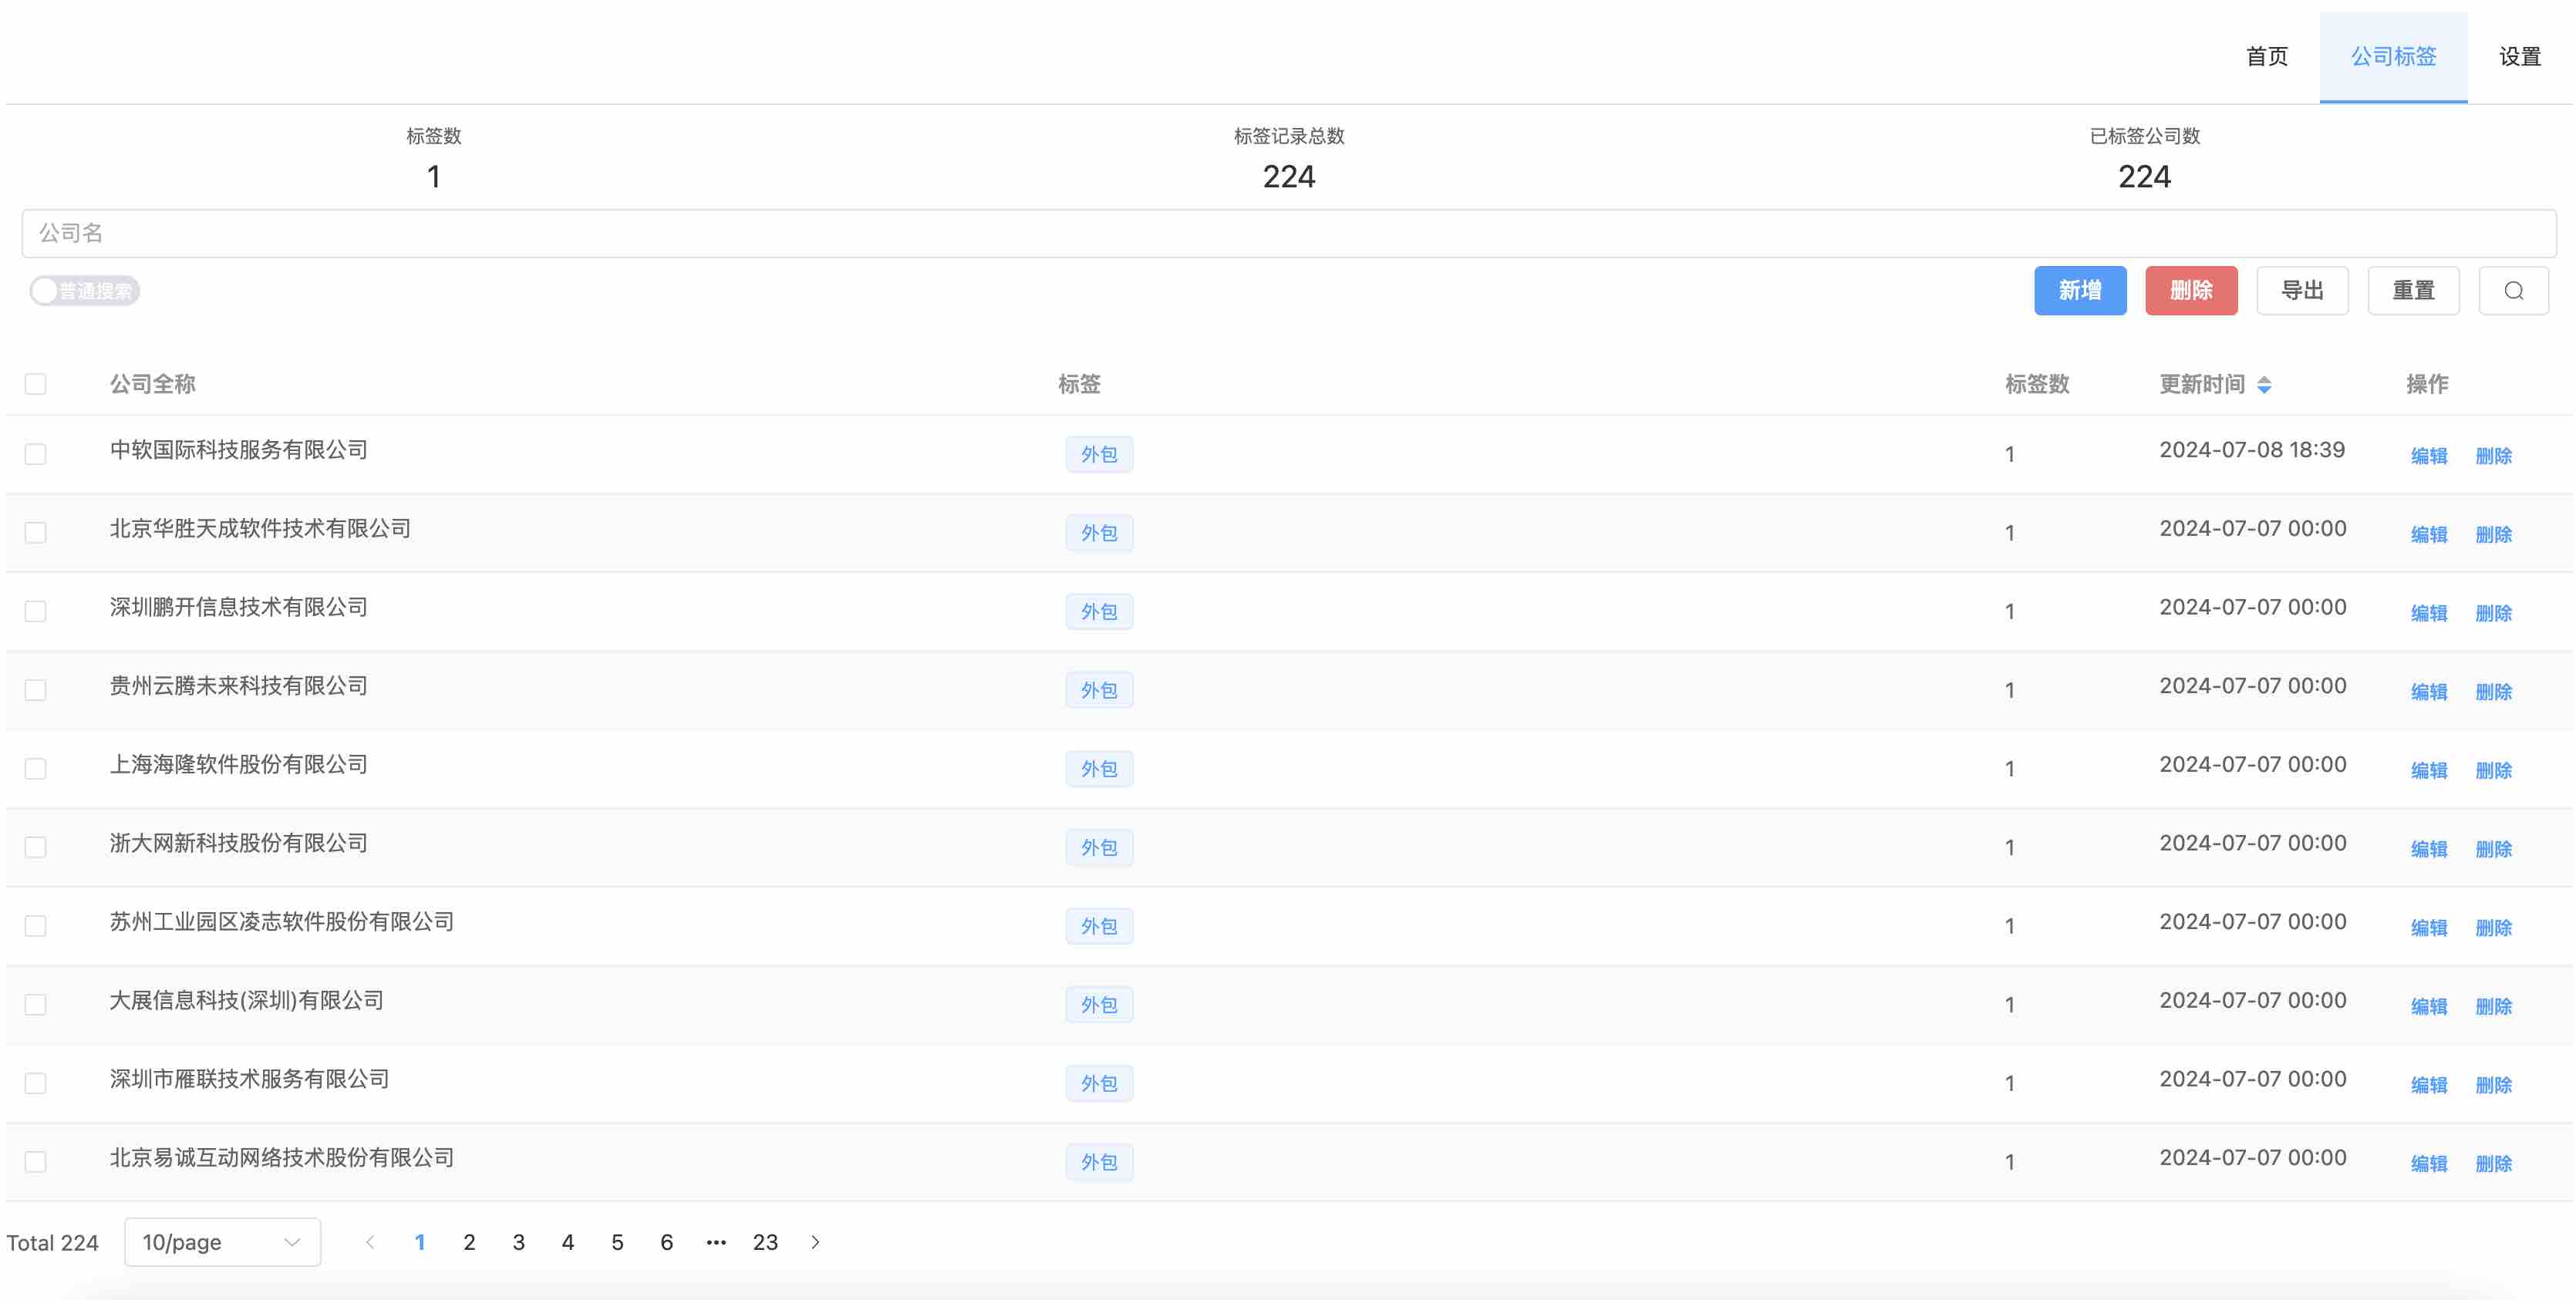 首页 公司标签 设置
标签数 标签记录总数 已标签公司数
1 224 224
公司名
普通搜索 新增 删除 导出 重置
公司全称 标签 标签数 更新时间 操作
中软国际科技服务有限公司 外包 1 2024-07-08 18:39 编辑 删除
北京华胜天成软件技术有限公司 外包 1 2024-07-07 00:00 编辑 删除
深圳鹏开信息技术有限公司 外包 1 2024-07-07 00:00 编辑 删除
贵州云腾未来科技有限公司 外包 1 2024-07-07 00:00 编辑 删除
上海海隆软件股份有限公司 外包 1 2024-07-07 00:00 编辑 删除
浙大网新科技股份有限公司 外包 1 2024-07-07 00:00 编辑 删除
苏州工业园区凌志软件股份有限公司 外包 1 2024-07-07 00:00 编辑 删除
大展信息科技(深圳)有限公司 外包 1 2024-07-07 00:00 编辑 删除
深圳市雁联技术服务有限公司 外包 1 2024-07-07 00:00 编辑 删除
北京易诚互动网络技术股份有限公司 外包 1 2024-07-07 00:00 编辑 删除
Total 224 10/page 1 2 3 4 5 6 ••• 23